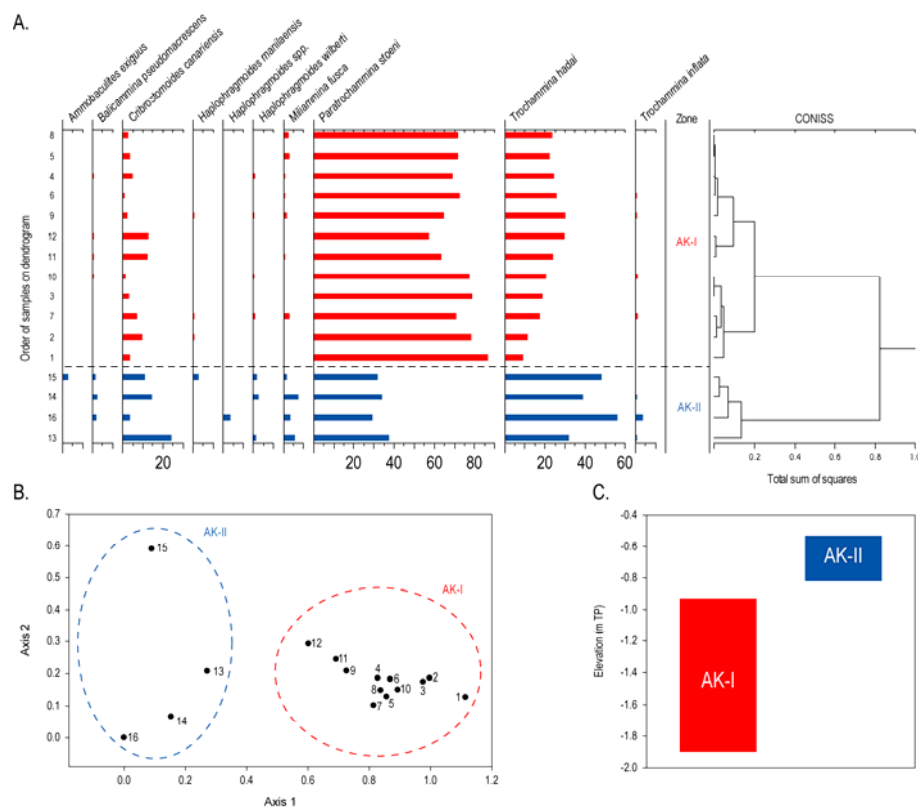 A.
Ammobaculites exiguus
Balicammina pseudomacrescens
Cribrostomoides canariensis
Haplophragmoides manilaensis
Haplophragmoides spp.
Haplophragmoides wilberti
Miliammina fusca
Paratrochammina stoeni
Trochammina hadai
Trochammina inflata
Zone
CONISS
Order of samples on dendrogram
8
5
4
6
9
12
11
10
3
7
2
1
15
14
16
13
AK-I
AK-II
20
20 40 60 80
20 40 60
0.2 0.4 0.6 0.8 1.0
Total sum of squares
B.
Axis 2
0.7
0.6
0.5
0.4
0.3
0.2
0.1
0.0
AK-II
AK-I
15
13
14
16
12
11
9
4
6
2
8
10
3
5
7
1
0.0 0.2 0.4 0.6 0.8 1.0 1.2
Axis 1
C.
Elevation (m TP)
-0.4
-0.6
-0.8
-1.0
-1.2
-1.4
-1.6
-1.8
-2.0
AK-II
AK-I